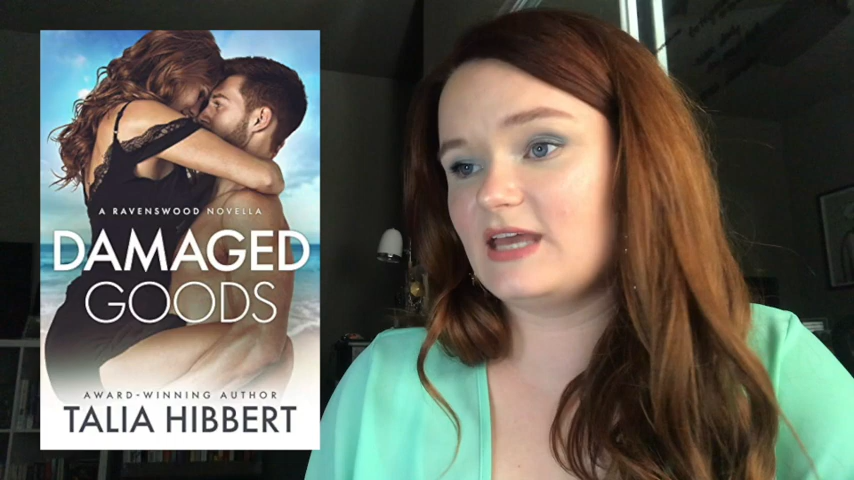 A RAVENSWOOD NOVELLA
DAMAGED
GOODS
AWARD-WINNING AUTHOR
TALIA HIBBERT